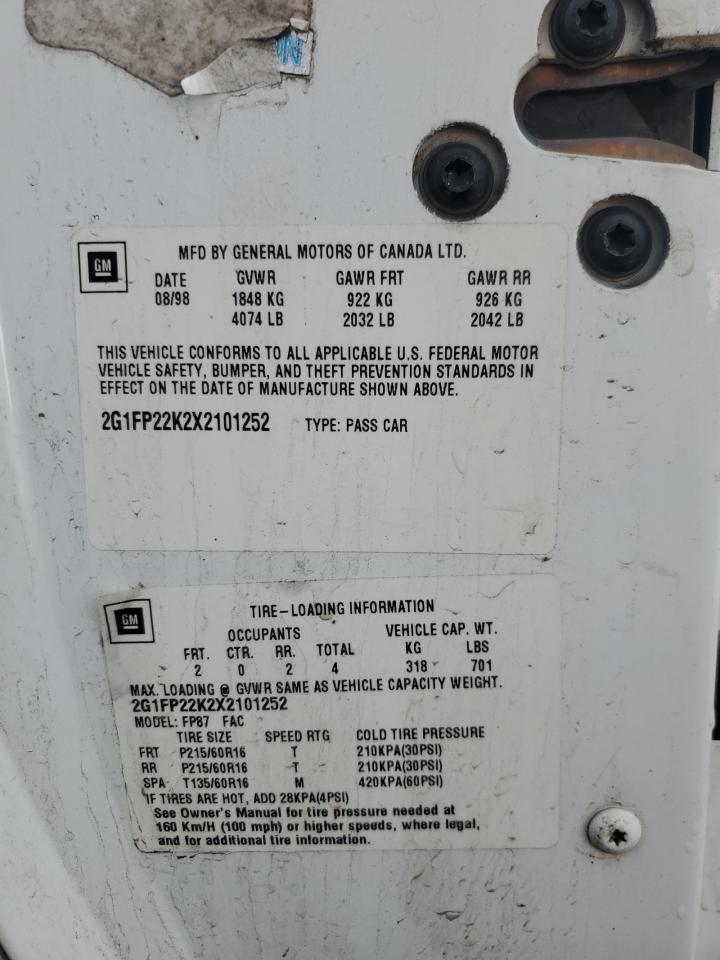 GM
MFD BY GENERAL MOTORS OF CANADA LTD.
DATE GVWR GAWR FRT GAWR RR
08/98 1848 KG 922 KG 926 KG
4074 LB 2032 LB 2042 LB
THIS VEHICLE CONFORMS TO ALL APPLICABLE U.S. FEDERAL MOTOR
VEHICLE SAFETY, BUMPER, AND THEFT PREVENTION STANDARDS IN
EFFECT ON THE DATE OF MANUFACTURE SHOWN ABOVE.
2G1FP22K2X2101252 TYPE: PASS CAR
GM
TIRE-LOADING INFORMATION
OCCUPANTS VEHICLE CAP. WT.
FRT. CTR. RR. TOTAL KG LBS
2 0 2 4 318 701
MAX. LOADING @ GVWR SAME AS VEHICLE CAPACITY WEIGHT.
2G1FP22K2X2101252
MODEL: FP87 FAC
TIRE SIZE SPEED RTG COLD TIRE PRESSURE
FRT P215/60R16 T 210KPA(30PSI)
RR P215/60R16 T 210KPA(30PSI)
SPA T135/60R16 M 420KPA(60PSI)
IF TIRES ARE HOT, ADD 28KPA(4PSI)
See Owner's Manual for tire pressure needed at
160 Km/H (100 mph) or higher speeds, where legal,
and for additional tire information.